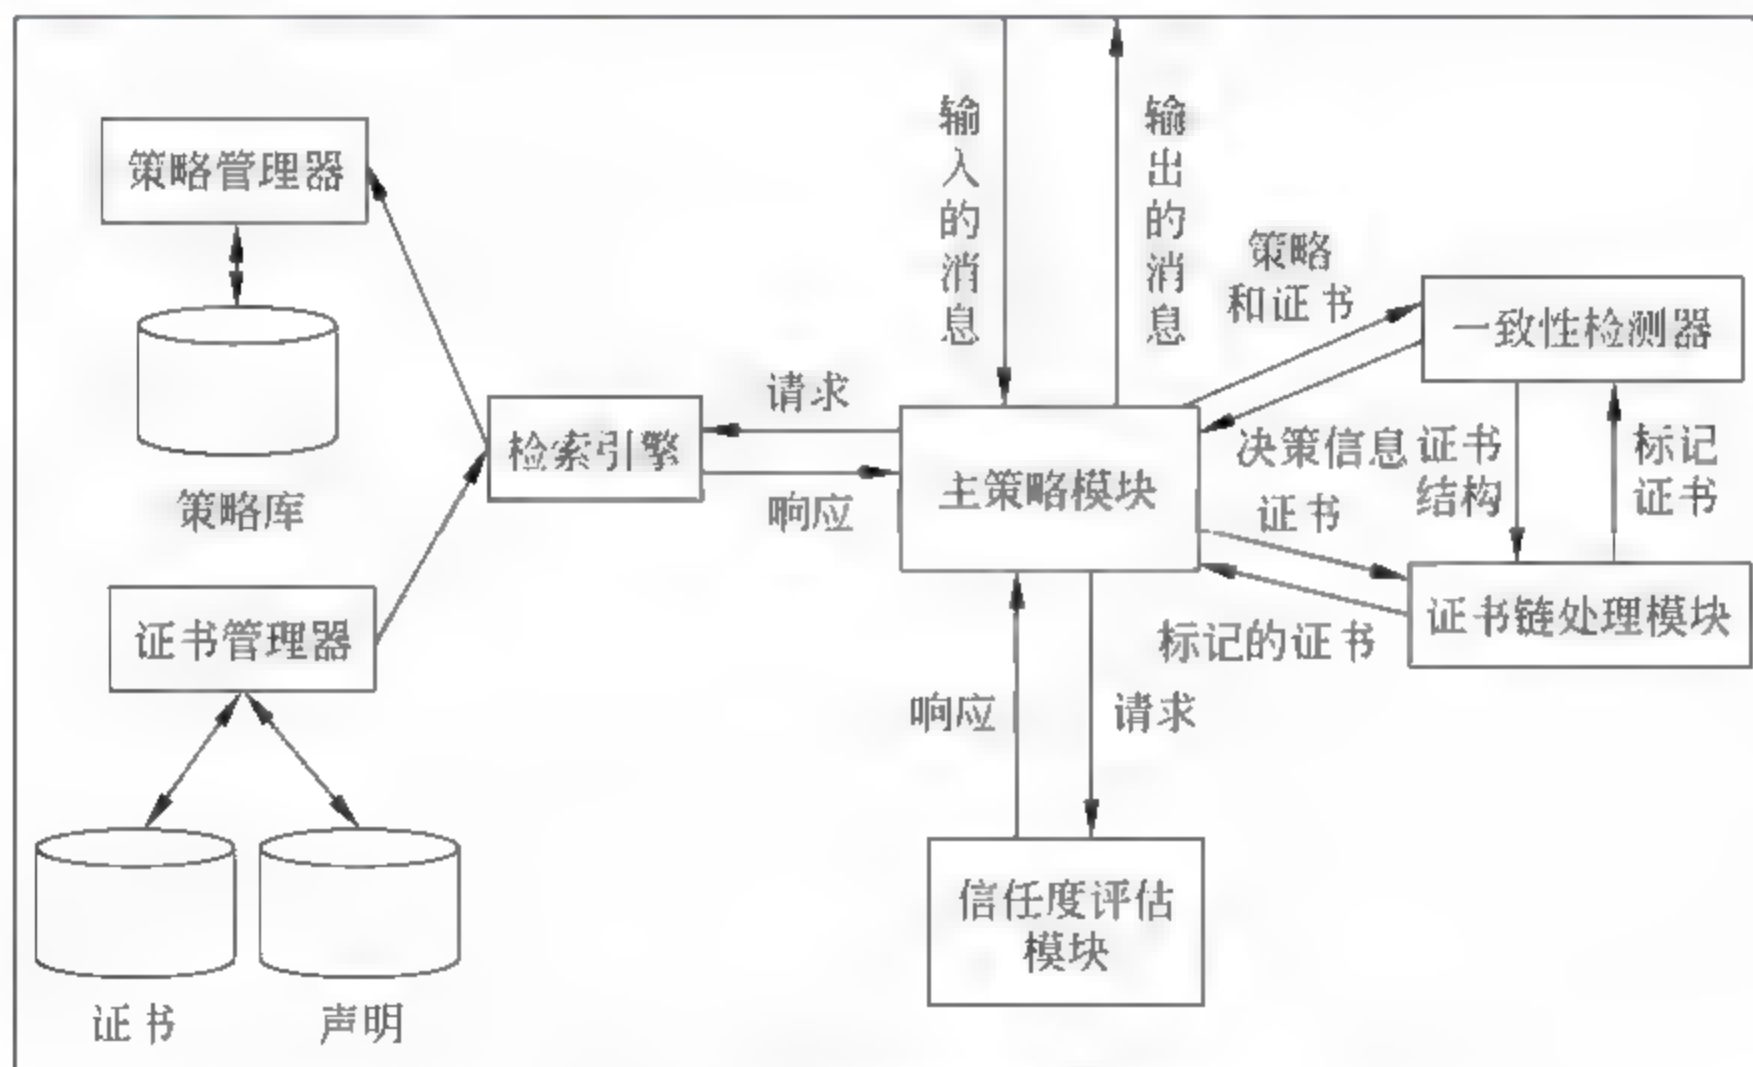 输入的消息
输出的消息
策略管理器
策略库
证书管理器
证书
声明
检索引擎
请求
响应
主策略模块
策略
和证书
决策信息
一致性检测器
证书
结构
标记
证书
证书
标记的证书
证书链处理模块
响应
请求
信任度评估
模块